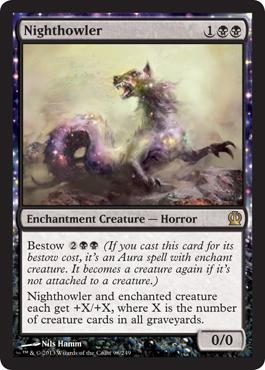 Nighthowler 1
Enchantment Creature — Horror
Bestow 2 (If you cast this card for its
bestow cost, it's an Aura spell with enchant
creature. It becomes a creature again if it's
not attached to a creature.)
Nighthowler and enchanted creature
each get +X/+X, where X is the number
of creature cards in all graveyards.
Nils Hamm
™ & © 2013 Wizards of the Coast 98/249
0/0